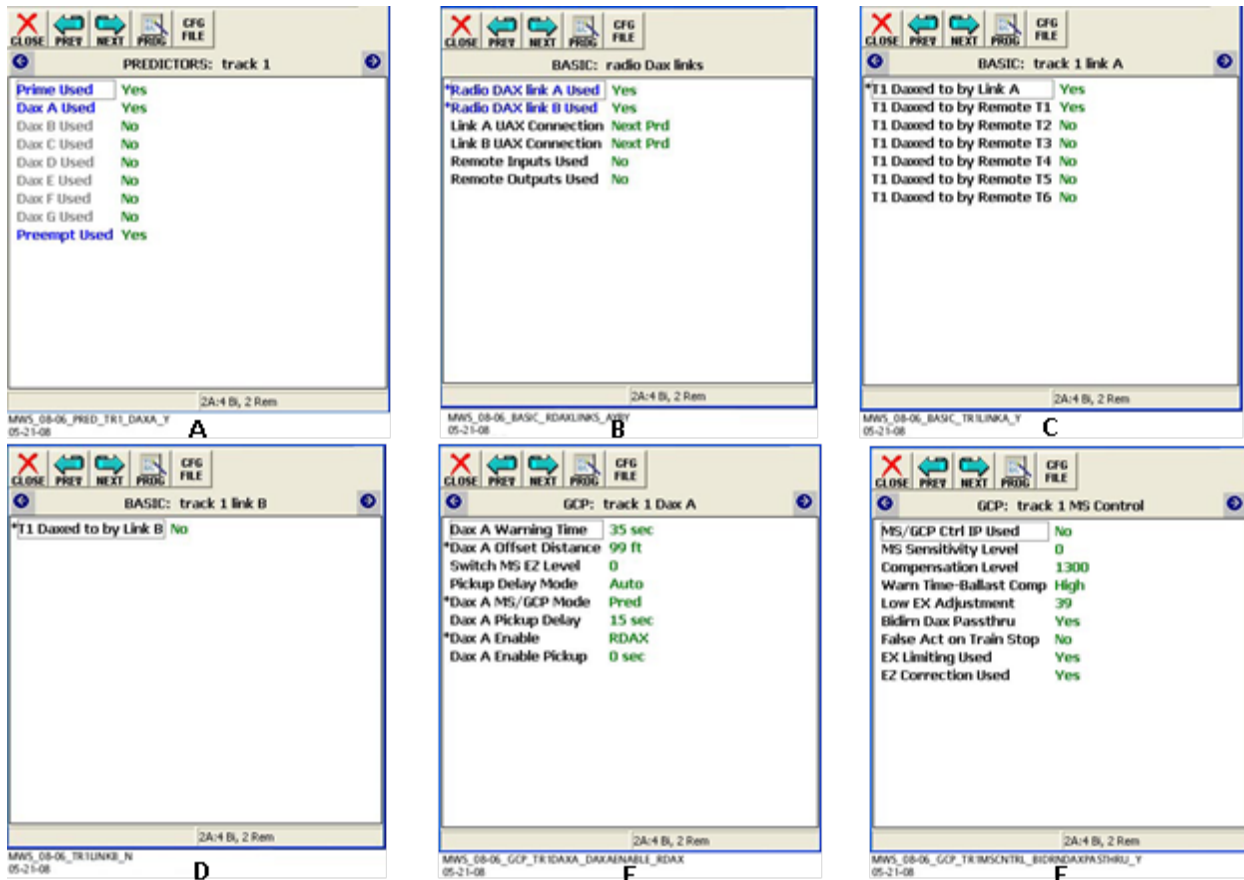 CLOSE PREV NEXT PROG CFG FILE
PREDICTORS: track 1
Prime Used Yes
Dax A Used Yes
Dax B Used No
Dax C Used No
Dax D Used No
Dax E Used No
Dax F Used No
Dax G Used No
Preempt Used Yes
2A:4 Bi, 2 Rem
MWS_08-06_PRED_TR1_DAXA_Y
05-21-08
A
CLOSE PREV NEXT PROG CFG FILE
BASIC: radio Dax links
*Radio DAX link A Used Yes
*Radio DAX link B Used Yes
Link A UAX Connection Next Prd
Link B UAX Connection Next Prd
Remote Inputs Used No
Remote Outputs Used No
2A:4 Bi, 2 Rem
MWS_08-06_BASIC_RDAXLINKS_AYBY
05-21-08
B
CLOSE PREV NEXT PROG CFG FILE
BASIC: track 1 link A
*T1 Daxed to by Link A Yes
T1 Daxed to by Remote T1 Yes
T1 Daxed to by Remote T2 No
T1 Daxed to by Remote T3 No
T1 Daxed to by Remote T4 No
T1 Daxed to by Remote T5 No
T1 Daxed to by Remote T6 No
2A:4 Bi, 2 Rem
MWS_08-06_BASIC_TR1LINKA_Y
05-21-08
C
CLOSE PREV NEXT PROG CFG FILE
BASIC: track 1 link B
*T1 Daxed to by Link B No
2A:4 Bi, 2 Rem
MWS_08-06_TR1LINKB_N
05-21-08
D
CLOSE PREV NEXT PROG CFG FILE
GCP: track 1 Dax A
Dax A Warning Time 35 sec
*Dax A Offset Distance 99 ft
Switch MS EZ Level 0
Pickup Delay Mode Auto
*Dax A MS/GCP Mode Pred
Dax A Pickup Delay 15 sec
*Dax A Enable RDAX
Dax A Enable Pickup 0 sec
2A:4 Bi, 2 Rem
MWS_08-06_GCP_TR1DAXA_DAXAENABLE_RDAX
05-21-08
CLOSE PREV NEXT PROG CFG FILE
GCP: track 1 MS Control
MS/GCP Ctrl IP Used No
MS Sensitivity Level 0
Compensation Level 1300
Warn Time-Ballast Comp High
Low EX Adjustment 39
Bidirn Dax Passthru Yes
False Act on Train Stop No
EX Limiting Used Yes
EZ Correction Used Yes
2A:4 Bi, 2 Rem
MWS_08-06_GCP_TR1MSCNTRL_BIDRNDAXPASTHRU_Y
05-21-08